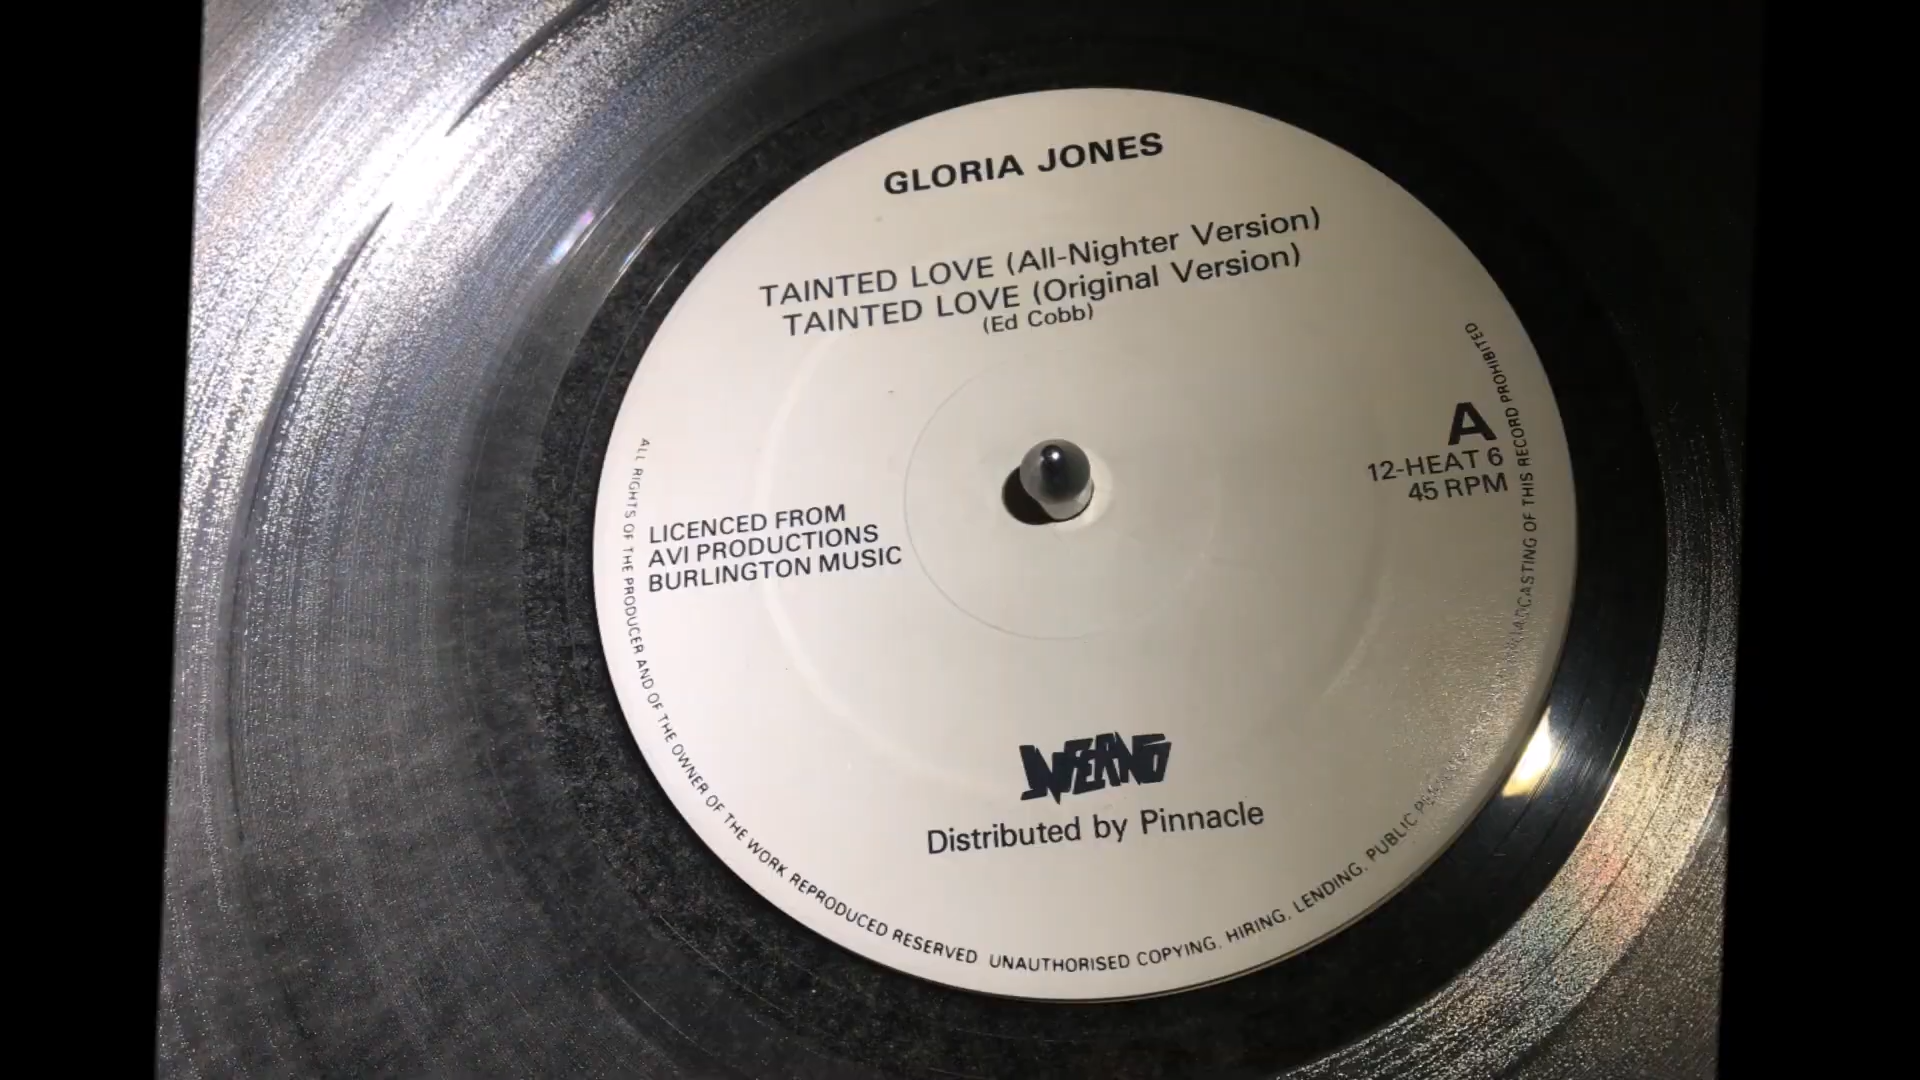 GLORIA JONES
TAINTED LOVE (All-Nighter Version)
TAINTED LOVE (Original Version)
(Ed Cobb)
A
12-HEAT 6
45 RPM
LICENCED FROM
AVI PRODUCTIONS
BURLINGTON MUSIC
INFERNO
Distributed by Pinnacle
ALL RIGHTS OF THE PRODUCER AND OF THE OWNER OF THE WORK REPRODUCED RESERVED UNAUTHORISED COPYING, HIRING, LENDING, PUBLIC OF THIS RECORD PROHIBITED